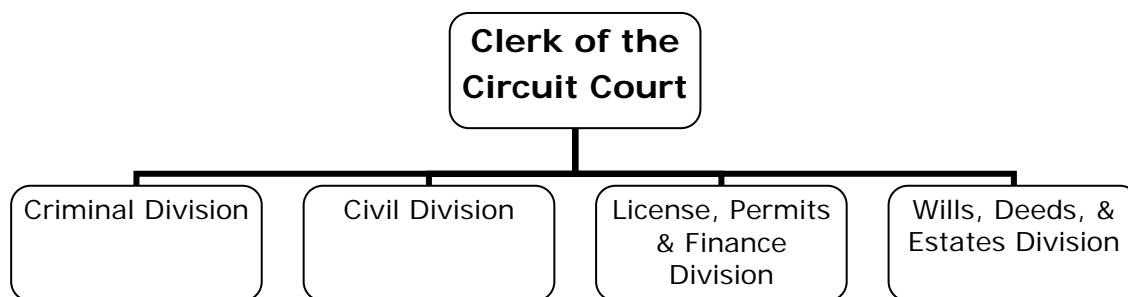 Clerk of the
Circuit Court
Criminal Division
Civil Division
License, Permits
& Finance
Division
Wills, Deeds, &
Estates Division